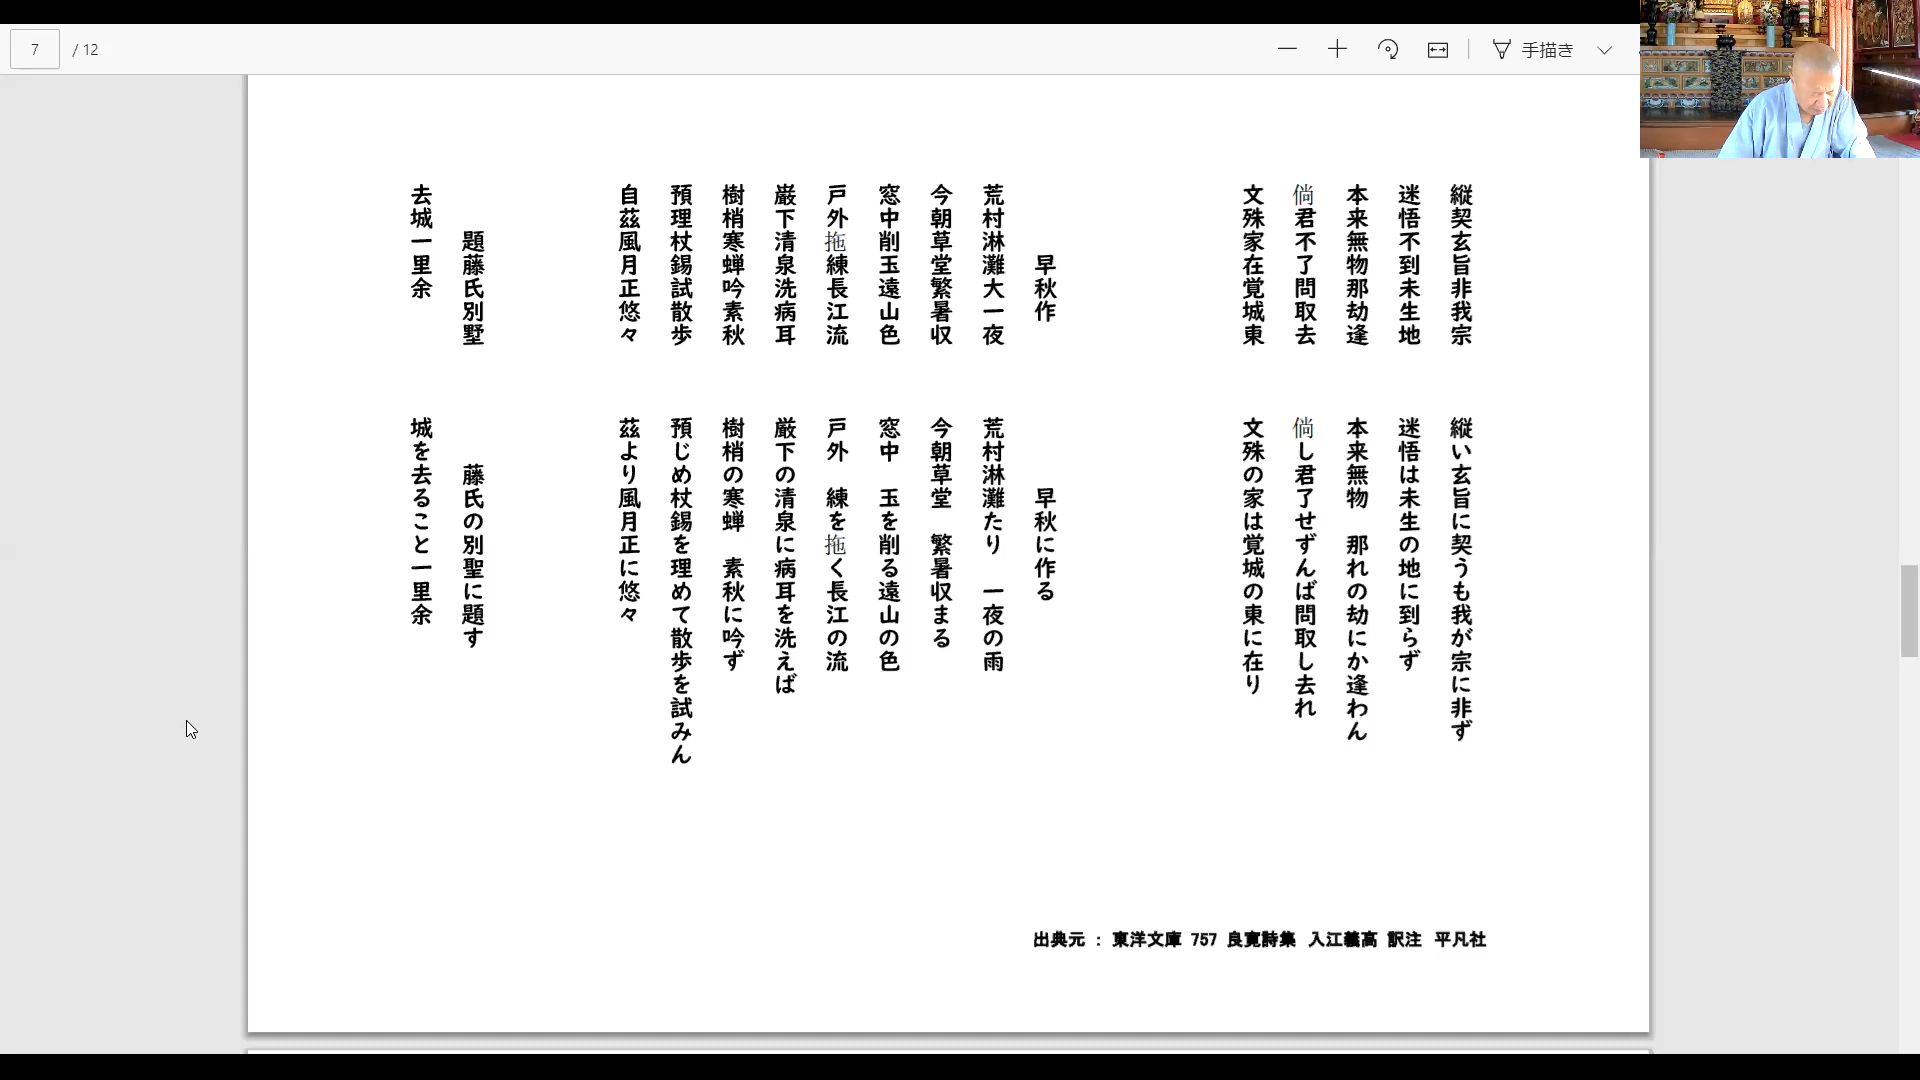 7 / 12
手描き
縦契玄旨非我宗
迷悟不到未生地
本来無物那劫逢
倘君不了問取去
文殊家在覚城東
早秋作
荒村淋灘大一夜
今朝草堂繁暑収
窓中削玉遠山色
戸外拖練長江流
巌下清泉洗病耳
樹梢寒蝉吟素秋
預理杖錫試散歩
自茲風月正悠々
題藤氏別墅
去城一里余
縦い玄旨に契うも我が宗に非ず
迷悟は未生の地に到らず
本来無物　那れの劫にか逢わん
倘し君了せずんば問取し去れ
文殊の家は覚城の東に在り
早秋に作る
荒村淋灘たり　一夜の雨
今朝草堂　繁暑収まる
窓中　玉を削る遠山の色
戸外　練を拖く長江の流
厳下の清泉に病耳を洗えば
樹梢の寒蝉　素秋に吟ず
預じめ杖錫を理めて散歩を試みん
茲より風月正に悠々
藤氏の別聖に題す
城を去ること一里余
出典元 : 東洋文庫 757 良寛詩集 入江義高 訳注 平凡社